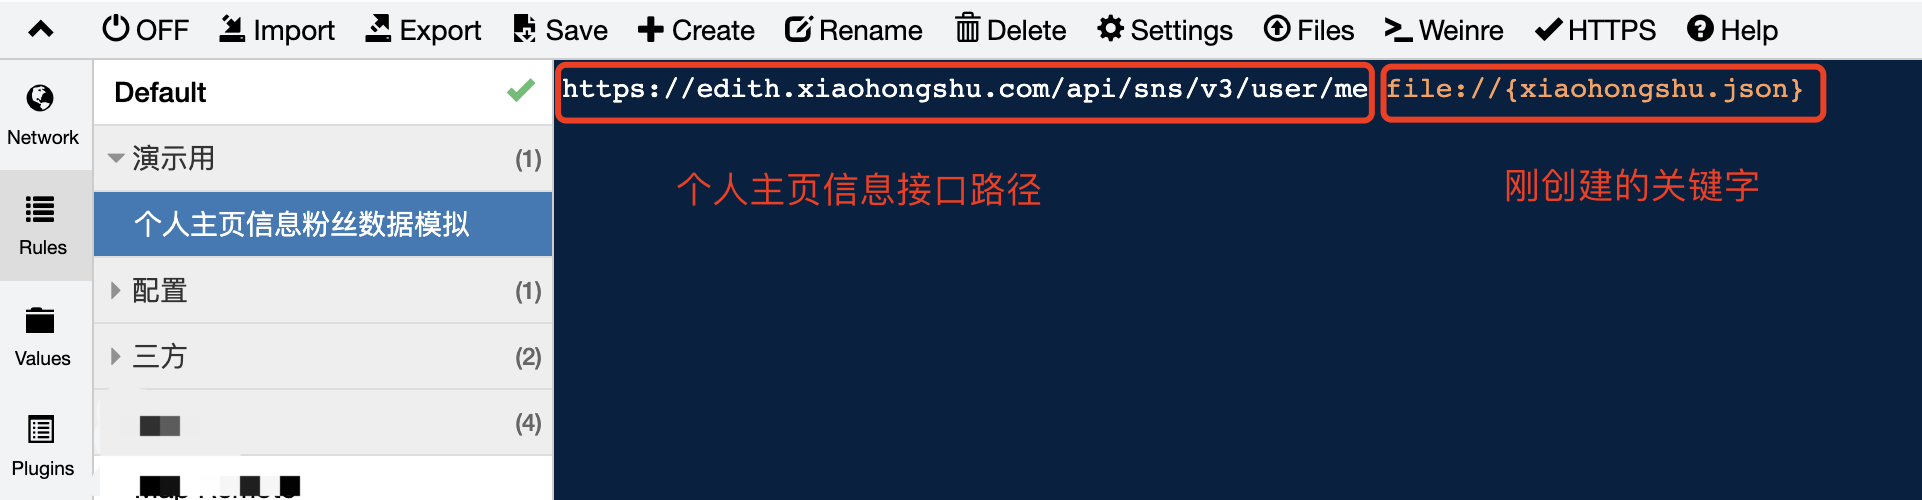 OFF Import Export Save Create Rename Delete Settings Files Weinre HTTPS Help
Network
Rules
Values
Plugins
Default
演示用 (1)
个人主页信息粉丝数据模拟
配置 (1)
三方 (2)
(4)
https://edith.xiaohongshu.com/api/sns/v3/user/me file://{xiaohongshu.json}
个人主页信息接口路径
刚创建的关键字